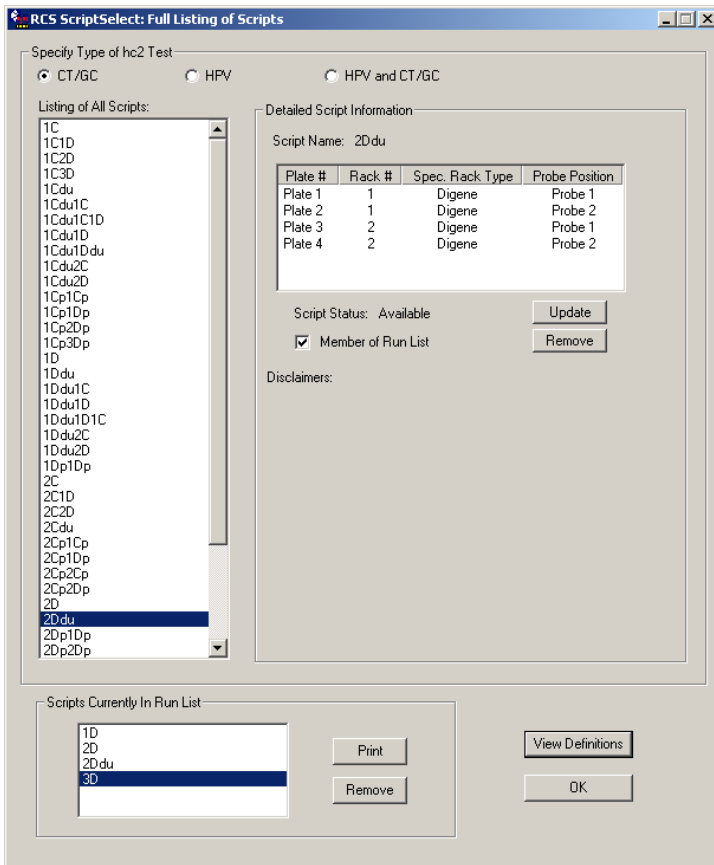 RCS ScriptSelect: Full Listing of Scripts
Specify Type of hc2 Test
CT/GC HPV HPV and CT/GC
Listing of All Scripts:
1C
1C1D
1C2D
1C3D
1Cdu
1Cdu1C
1Cdu1C1D
1Cdu1D
1Cdu1Ddu
1Cdu2C
1Cdu2D
1Cp1Cp
1Cp1Dp
1Cp2Dp
1Cp3Dp
1D
1Ddu
1Ddu1C
1Ddu1D
1Ddu1D1C
1Ddu2C
1Ddu2D
1Dp1Dp
2C
2C1D
2C2D
2Cdu
2Cp1Cp
2Cp1Dp
2Cp2Cp
2Cp2Dp
2D
2Ddu
2Dp1Dp
2Dp2Dp
Detailed Script Information
Script Name: 2Ddu
Plate # Rack # Spec. Rack Type Probe Position
Plate 1 1 Digene Probe 1
Plate 2 1 Digene Probe 2
Plate 3 2 Digene Probe 1
Plate 4 2 Digene Probe 2
Script Status: Available Update
Member of Run List Remove
Disclaimers:
Scripts Currently In Run List
1D
2D
2Ddu
3D
Print
Remove
View Definitions
OK